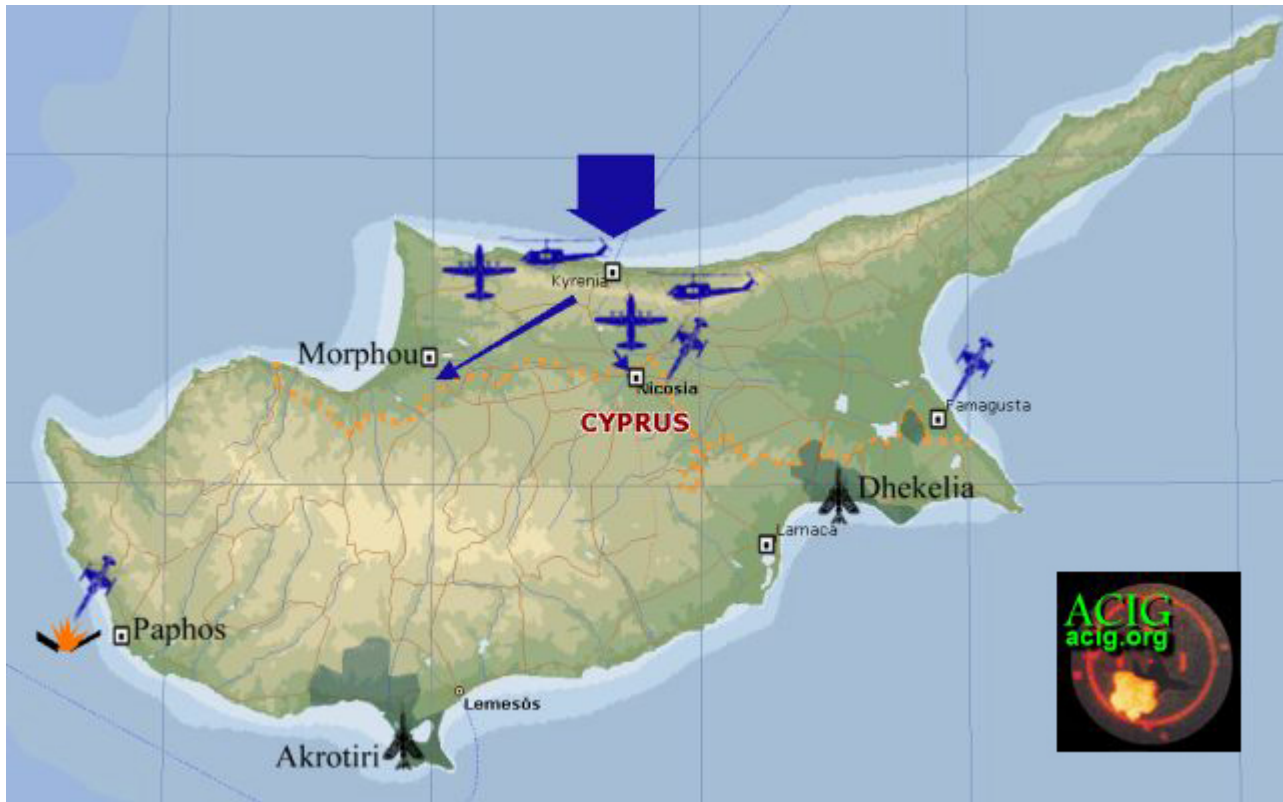 Kyrenia
Morphou
Nicosia
Famagusta
CYPRUS
Dhekelia
Larnaca
ACIG
acig.org
Paphos
Lemesós
Akrotiri